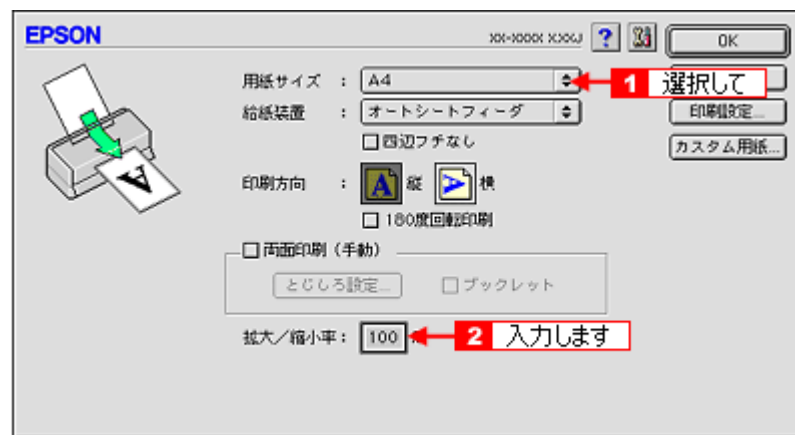 EPSON
XX-XXXX X.XXJ
?
OK
用紙サイズ : A4
1 選択して
給紙装置 : オートシートフィーダ
印刷設定...
四辺フチなし
カスタム用紙...
印刷方向 : A 縦 A 横
180度回転印刷
両面印刷（手動）
とじしろ設定... ブックレット
拡大／縮小率 : 100
2 入力します
A